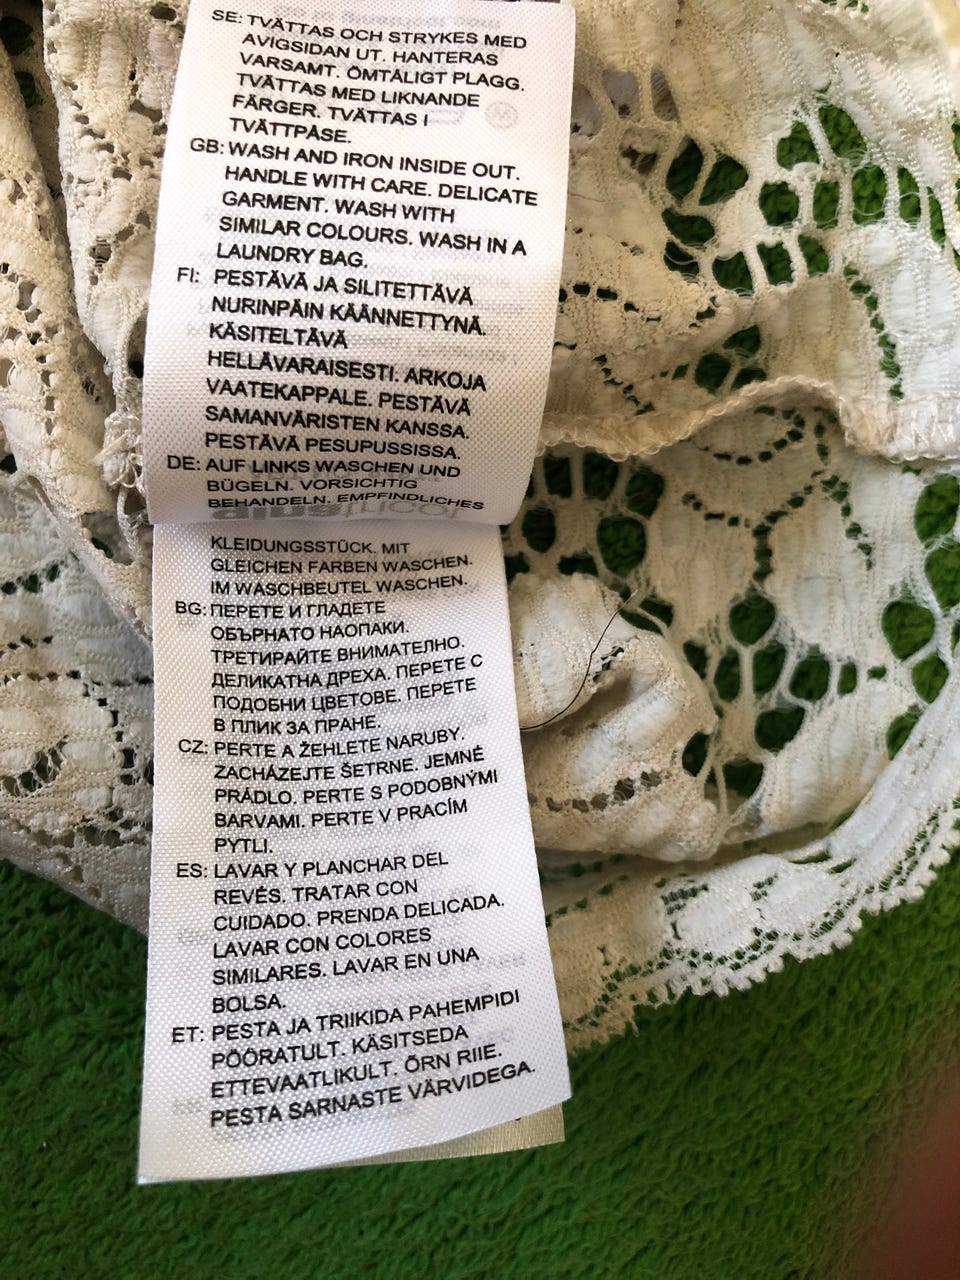 SE: TVÄTTAS OCH STRYKES MED
AVIGSIDAN UT. HANTERAS
VARSAMT. ÖMTÅLIGT PLAGG.
TVÄTTAS MED LIKNANDE
FÄRGER. TVÄTTAS I
TVÄTTPÅSE.
GB: WASH AND IRON INSIDE OUT.
HANDLE WITH CARE. DELICATE
GARMENT. WASH WITH
SIMILAR COLOURS. WASH IN A
LAUNDRY BAG.
FI: PESTÄVÄ JA SILITETTÄVÄ
NURINPÄIN KÄÄNNETTYNÄ.
KÄSITELTÄVÄ
HELLÄVARAISESTI. ARKOJA
VAATEKAPPALE. PESTÄVÄ
SAMANVÄRISTEN KANSSA.
PESTÄVÄ PESUPUSSISSA.
DE: AUF LINKS WASCHEN UND
BÜGELN. VORSICHTIG
BEHANDELN. EMPFINDLICHES
KLEIDUNGSSTÜCK. MIT
GLEICHEN FARBEN WASCHEN.
IM WASCHBEUTEL WASCHEN.
BG: ПЕРЕТЕ И ГЛАДЕТЕ
ОБЪРНАТО НАОПАКИ.
ТРЕТИРАЙТЕ ВНИМАТЕЛНО.
ДЕЛИКАТНА ДРЕХА. ПЕРЕТЕ С
ПОДОБНИ ЦВЕТОВЕ. ПЕРЕТЕ
В ПЛИК ЗА ПРАНЕ.
CZ: PERTE A ŽEHLETE NARUBY.
ZACHÁZEJTE ŠETRNE. JEMNÉ
PRÁDLO. PERTE S PODOBNÝMI
BARVAMI. PERTE V PRACÍM
PYTLI.
ES: LAVAR Y PLANCHAR DEL
REVÉS. TRATAR CON
CUIDADO. PRENDA DELICADA.
LAVAR CON COLORES
SIMILARES. LAVAR EN UNA
BOLSA.
ET: PESTA JA TRIIKIDA PAHEMPIDI
PÖÖRATULT. KÄSITSEDA
ETTEVAATLIKULT. ÕRN RIIE.
PESTA SARNASTE VÄRVIDEGA.